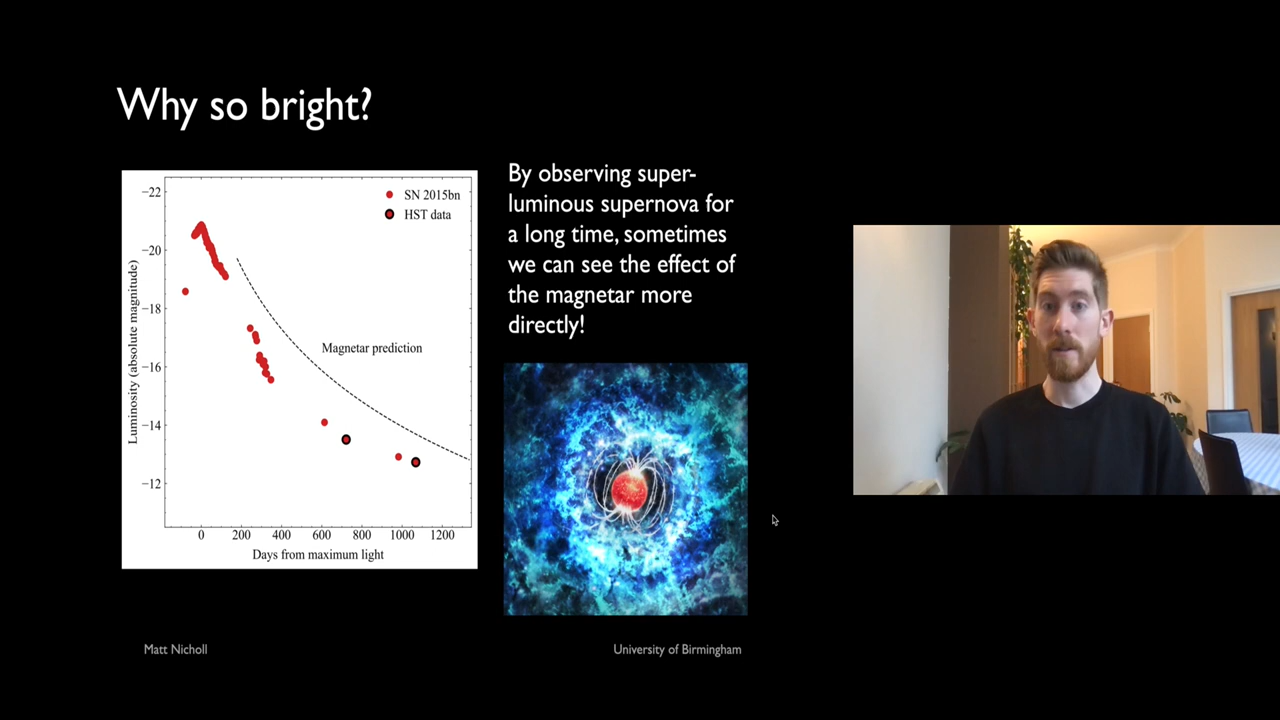 Why so bright?
By observing super-
luminous supernova for
a long time, sometimes
we can see the effect of
the magnetar more
directly!
SN 2015bn
HST data
Magnetar prediction
Luminosity (absolute magnitude)
−22
−20
−18
−16
−14
−12
0 200 400 600 800 1000 1200
Days from maximum light
Matt Nicholl
University of Birmingham